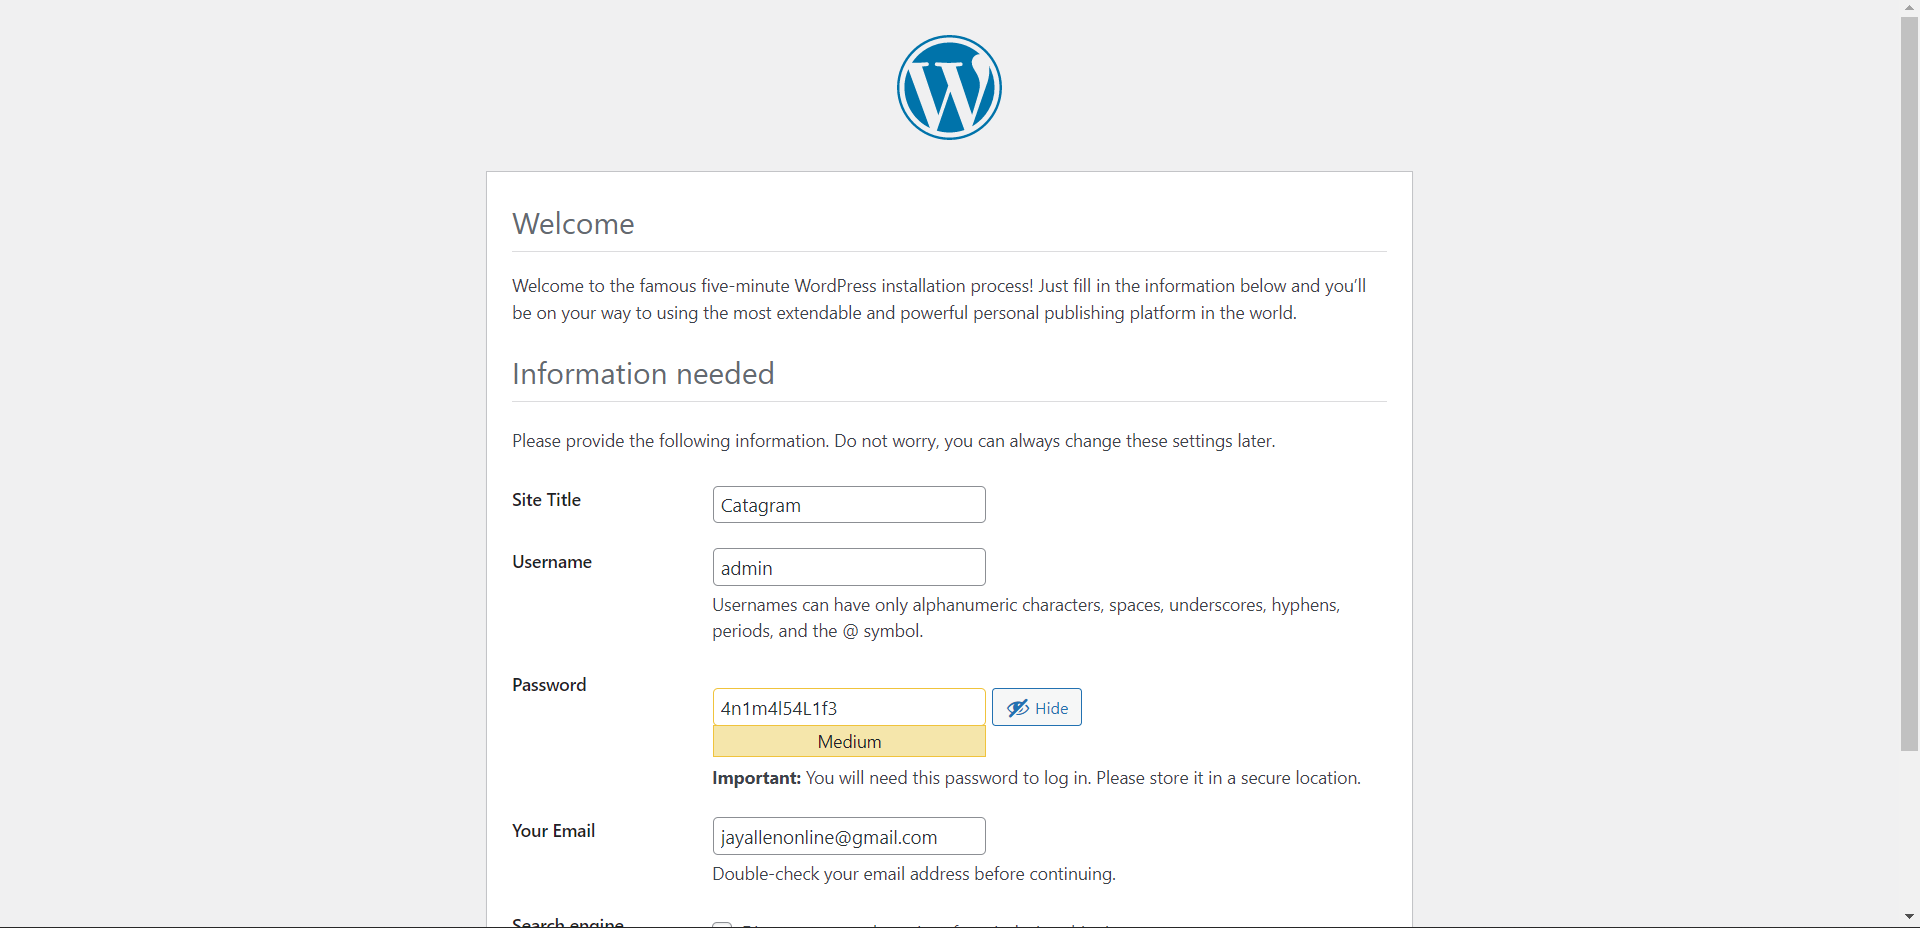 Welcome
Welcome to the famous five-minute WordPress installation process! Just fill in the information below and you’ll
be on your way to using the most extendable and powerful personal publishing platform in the world.
Information needed
Please provide the following information. Do not worry, you can always change these settings later.
Site Title
Catagram
Username
admin
Usernames can have only alphanumeric characters, spaces, underscores, hyphens,
periods, and the @ symbol.
Password
4n1m4l54L1f3
Hide
Medium
Important: You will need this password to log in. Please store it in a secure location.
Your Email
jayallenonline@gmail.com
Double-check your email address before continuing.
Search engine